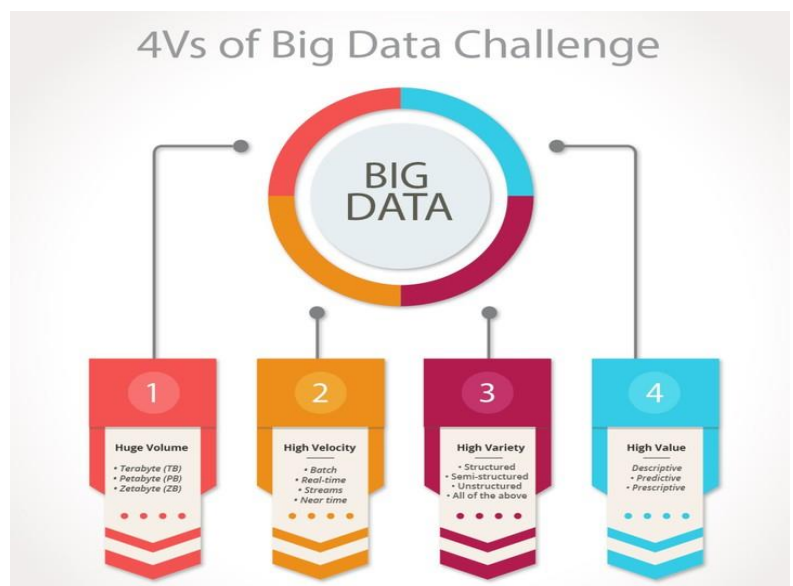 4Vs of Big Data Challenge
BIG
DATA
1
Huge Volume
• Terabyte (TB)
• Petabyte (PB)
• Zetabyte (ZB)
2
High Velocity
• Batch
• Real-time
• Streams
• Near time
3
High Variety
• Structured
• Semi-structured
• Unstructured
• All of the above
4
High Value
Descriptive
• Predictive
• Prescriptive